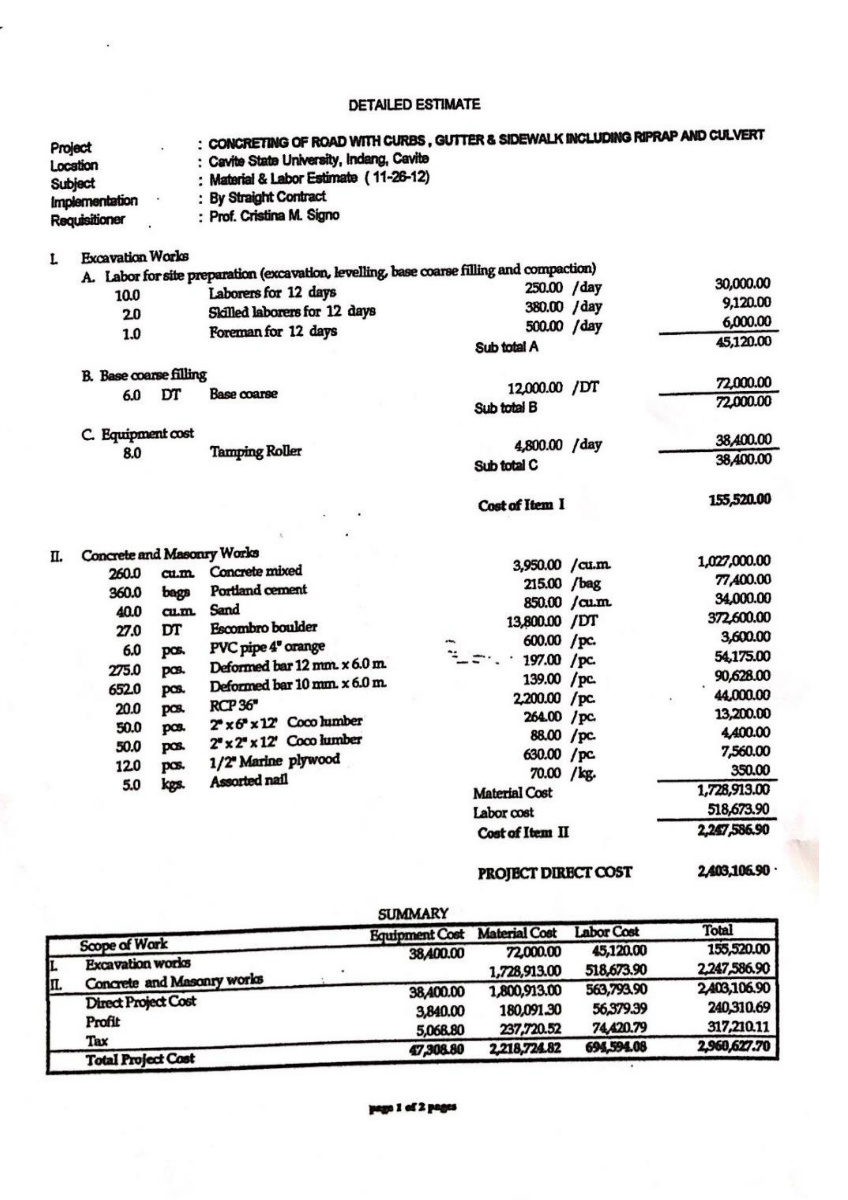 DETAILED ESTIMATE
Project : CONCRETING OF ROAD WITH CURBS , GUTTER & SIDEWALK INCLUDING RIPRAP AND CULVERT
Location : Cavite State University, Indang, Cavite
Subject : Material & Labor Estimate ( 11-26-12)
Implementation : By Straight Contract
Requisitioner : Prof. Cristina M. Signo
I. Excavation Works
A. Labor for site preparation (excavation, levelling, base coarse filling and compaction)
10.0 Laborers for 12 days 250.00 /day 30,000.00
2.0 Skilled laborers for 12 days 380.00 /day 9,120.00
1.0 Foreman for 12 days 500.00 /day 6,000.00
Sub total A 45,120.00
B. Base coarse filling
6.0 DT Base coarse 12,000.00 /DT 72,000.00
Sub total B 72,000.00
C. Equipment cost
8.0 Tamping Roller 4,800.00 /day 38,400.00
Sub total C 38,400.00
Cost of Item I 155,520.00
II. Concrete and Masonry Works
260.0 cu.m. Concrete mixed 3,950.00 /cu.m. 1,027,000.00
360.0 bags Portland cement 215.00 /bag 77,400.00
40.0 cu.m. Sand 850.00 /cu.m. 34,000.00
27.0 DT Escombro boulder 13,800.00 /DT 372,600.00
6.0 pcs. PVC pipe 4" orange 600.00 /pc. 3,600.00
275.0 pcs. Deformed bar 12 mm. x 6.0 m. 197.00 /pc. 54,175.00
652.0 pcs. Deformed bar 10 mm. x 6.0 m. 139.00 /pc. 90,628.00
20.0 pcs. RCP 36" 2,200.00 /pc. 44,000.00
50.0 pcs. 2" x 6" x 12' Coco lumber 264.00 /pc. 13,200.00
50.0 pcs. 2" x 2" x 12' Coco lumber 88.00 /pc. 4,400.00
12.0 pcs. 1/2" Marine plywood 630.00 /pc. 7,560.00
5.0 kgs. Assorted nail 70.00 /kg. 350.00
Material Cost 1,728,913.00
Labor cost 518,673.90
Cost of Item II 2,247,586.90
PROJECT DIRECT COST 2,403,106.90
SUMMARY
Scope of Work Equipment Cost Material Cost Labor Cost Total
I. Excavation works 38,400.00 72,000.00 45,120.00 155,520.00
II. Concrete and Masonry works 1,728,913.00 518,673.90 2,247,586.90
Direct Project Cost 38,400.00 1,800,913.00 563,793.90 2,403,106.90
Profit 3,840.00 180,091.30 56,379.39 240,310.69
Tax 5,068.80 237,720.52 74,420.79 317,210.11
Total Project Cost 47,308.80 2,218,724.82 694,594.08 2,960,627.70
page 1 of 2 pages